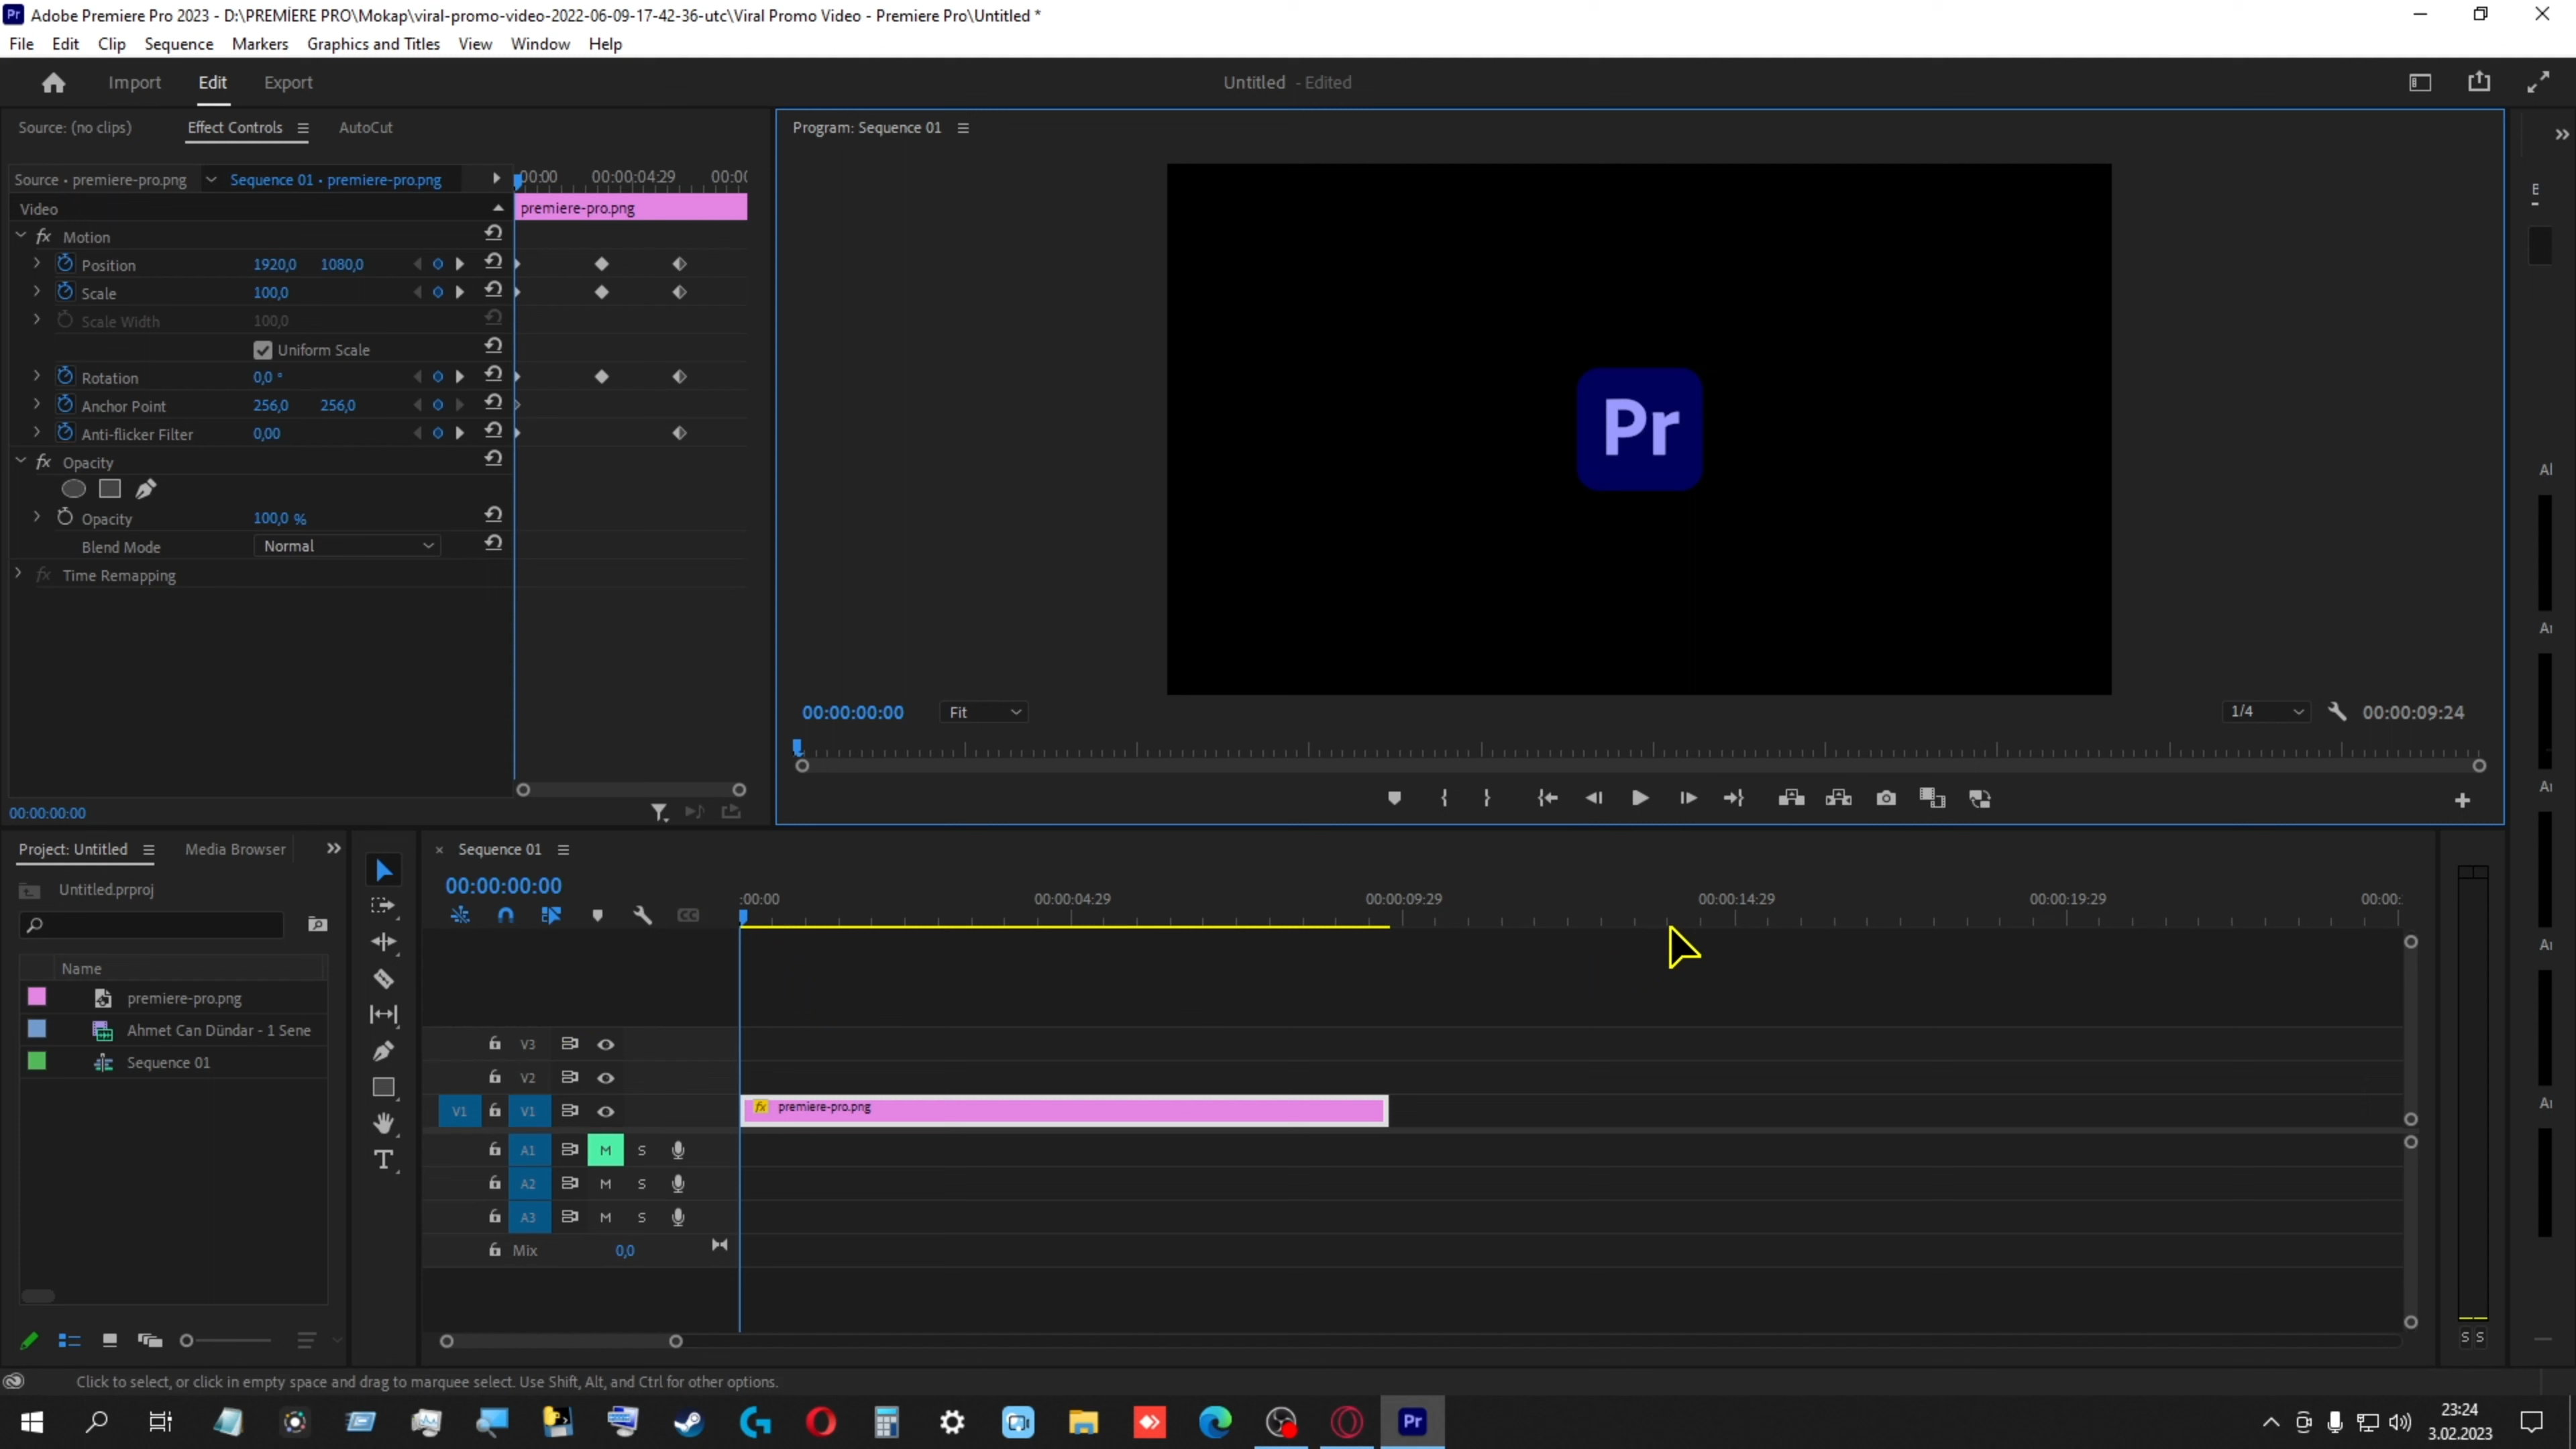 Adobe Premiere Pro 2023 - D:\PREMİERE PRO\Mokap\viral-promo-video-2022-06-09-17-42-36-utc\Viral Promo Video - Premiere Pro\Untitled *
File Edit Clip Sequence Markers Graphics and Titles View Window Help
Import Edit Export
Untitled - Edited
Source: (no clips) Effect Controls AutoCut
Program: Sequence 01
Source • premiere-pro.png Sequence 01 • premiere-pro.png
:00:00 00:00:04:29 00:00
Video
premiere-pro.png
fx Motion
Position 1920,0 1080,0
Scale 100,0
Scale Width 100,0
Uniform Scale
Rotation 0,0 °
Anchor Point 256,0 256,0
Anti-flicker Filter 0,00
fx Opacity
Opacity 100,0 %
Blend Mode Normal
fx Time Remapping
Pr
00:00:00:00 Fit 1/4 00:00:09:24
00:00:00:00
Project: Untitled Media Browser
Untitled.prproj
Name
premiere-pro.png
Ahmet Can Dündar - 1 Sene
Sequence 01
Sequence 01
00:00:00:00
:00:00 00:00:04:29 00:00:09:29 00:00:14:29 00:00:19:29 00:00:
V3
V2
V1 V1 fx premiere-pro.png
A1 M S
A2 M S
A3 M S
Mix 0,0
S S
Click to select, or click in empty space and drag to marquee select. Use Shift, Alt, and Ctrl for other options.
Pr
23:24
3.02.2023